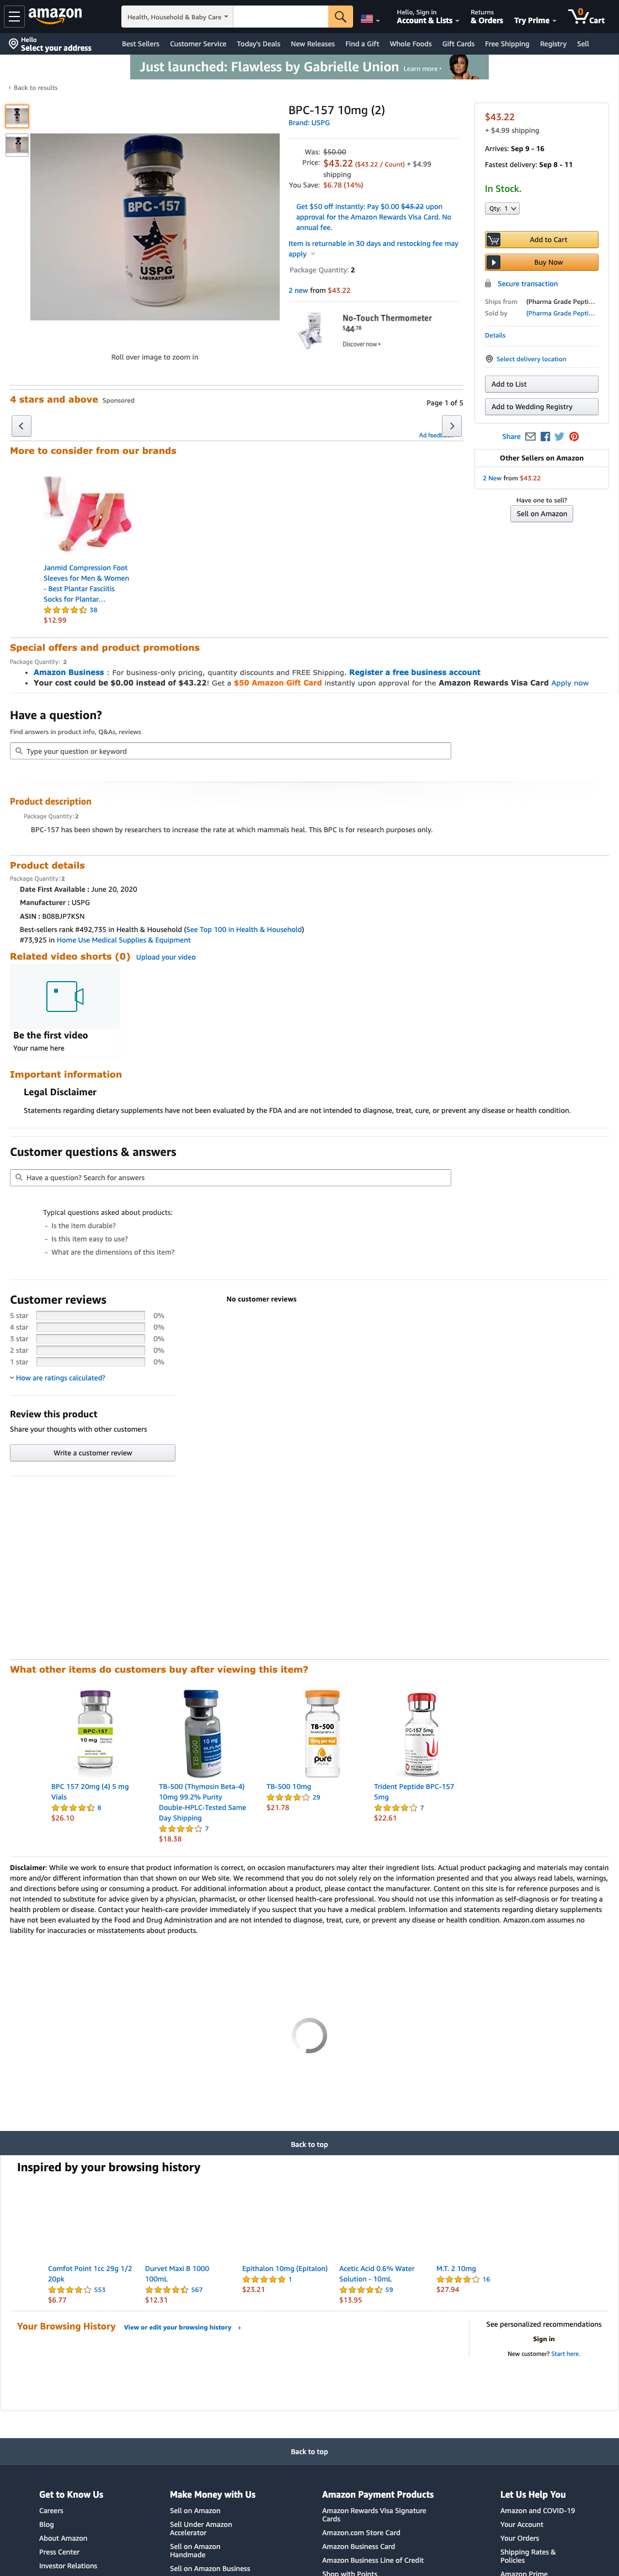 amazon
Health, Household & Baby Care
Hello, Sign in
Account & Lists
Returns
& Orders
Try Prime
0
Cart
Hello
Select your address
Best Sellers
Customer Service
Today's Deals
New Releases
Find a Gift
Whole Foods
Gift Cards
Free Shipping
Registry
Sell
Just launched: Flawless by Gabrielle Union Learn more ›
‹ Back to results
BPC-157
USPG
LABORATORIES
Roll over image to zoom in
BPC-157 10mg (2)
Brand: USPG
Was: $50.00
Price: $43.22 ($43.22 / Count) + $4.99
shipping
You Save: $6.78 (14%)
Get $50 off instantly: Pay $0.00 $43.22 upon
approval for the Amazon Rewards Visa Card. No
annual fee.
Item is returnable in 30 days and restocking fee may
apply
Package Quantity: 2
2 new from $43.22
No-Touch Thermometer
$44.78
Discover now ›
$43.22
+ $4.99 shipping
Arrives: Sep 9 - 16
Fastest delivery: Sep 8 - 11
In Stock.
Qty: 1
Add to Cart
Buy Now
Secure transaction
Ships from (Pharma Grade Pepti...
Sold by (Pharma Grade Pepti...
Details
Select delivery location
Add to List
Add to Wedding Registry
Share
Other Sellers on Amazon
2 New from $43.22
Have one to sell?
Sell on Amazon
4 stars and above Sponsored
Page 1 of 5
Ad
More to consider from our brands
Janmid Compression Foot
Sleeves for Men & Women
- Best Plantar Fasciitis
Socks for Plantar...
38
$12.99
Special offers and product promotions
Package Quantity: 2
• Amazon Business : For business-only pricing, quantity discounts and FREE Shipping. Register a free business account
• Your cost could be $0.00 instead of $43.22! Get a $50 Amazon Gift Card instantly upon approval for the Amazon Rewards Visa Card Apply now
Have a question?
Find answers in product info, Q&As, reviews
Type your question or keyword
Product description
Package Quantity:2
BPC-157 has been shown by researchers to increase the rate at which mammals heal. This BPC is for research purposes only.
Product details
Package Quantity:2
Date First Available : June 20, 2020
Manufacturer : USPG
ASIN : B08BJP7KSN
Best-sellers rank #492,735 in Health & Household (See Top 100 in Health & Household)
#73,925 in Home Use Medical Supplies & Equipment
Related video shorts (0) Upload your video
Be the first video
Your name here
Important information
Legal Disclaimer
Statements regarding dietary supplements have not been evaluated by the FDA and are not intended to diagnose, treat, cure, or prevent any disease or health condition.
Customer questions & answers
Have a question? Search for answers
Typical questions asked about products:
- Is the item durable?
- Is this item easy to use?
- What are the dimensions of this item?
Customer reviews
5 star 0%
4 star 0%
3 star 0%
2 star 0%
1 star 0%
How are ratings calculated?
No customer reviews
Review this product
Share your thoughts with other customers
Write a customer review
What other items do customers buy after viewing this item?
BPC-157
10 mg
TB-500
10 mg
TB-500
10mg per vial
pure
BPC-157 5mg
BPC 157 20mg (4) 5 mg
Vials
8
$26.10
TB-500 (Thymosin Beta-4)
10mg 99.2% Purity
Double-HPLC-Tested Same
Day Shipping
7
$18.38
TB-500 10mg
29
$21.78
Trident Peptide BPC-157
5mg
7
$22.61
Disclaimer: While we work to ensure that product information is correct, on occasion manufacturers may alter their ingredient lists. Actual product packaging and materials may contain
more and/or different information than that shown on our Web site. We recommend that you do not solely rely on the information presented and that you always read labels, warnings,
and directions before using or consuming a product. For additional information about a product, please contact the manufacturer. Content on this site is for reference purposes and is
not intended to substitute for advice given by a physician, pharmacist, or other licensed health-care professional. You should not use this information as self-diagnosis or for treating a
health problem or disease. Contact your health-care provider immediately if you suspect that you have a medical problem. Information and statements regarding dietary supplements
have not been evaluated by the Food and Drug Administration and are not intended to diagnose, treat, cure, or prevent any disease or health condition. Amazon.com assumes no
liability for inaccuracies or misstatements about products.
Back to top
Inspired by your browsing history
Comfot Point 1cc 29g 1/2
20pk
553
$6.77
Durvet Maxi B 1000
100mL
567
$12.31
Epithalon 10mg (Epitalon)
1
$23.21
Acetic Acid 0.6% Water
Solution - 10mL
59
$13.95
M.T. 2 10mg
16
$27.94
Your Browsing History View or edit your browsing history ›
See personalized recommendations
Sign in
New customer? Start here.
Back to top
Get to Know Us
Careers
Blog
About Amazon
Press Center
Investor Relations
Make Money with Us
Sell on Amazon
Sell Under Amazon
Accelerator
Sell on Amazon
Handmade
Sell on Amazon Business
Amazon Payment Products
Amazon Rewards Visa Signature
Cards
Amazon.com Store Card
Amazon Business Card
Amazon Business Line of Credit
Shop with Points
Let Us Help You
Amazon and COVID-19
Your Account
Your Orders
Shipping Rates &
Policies
Amazon Prime